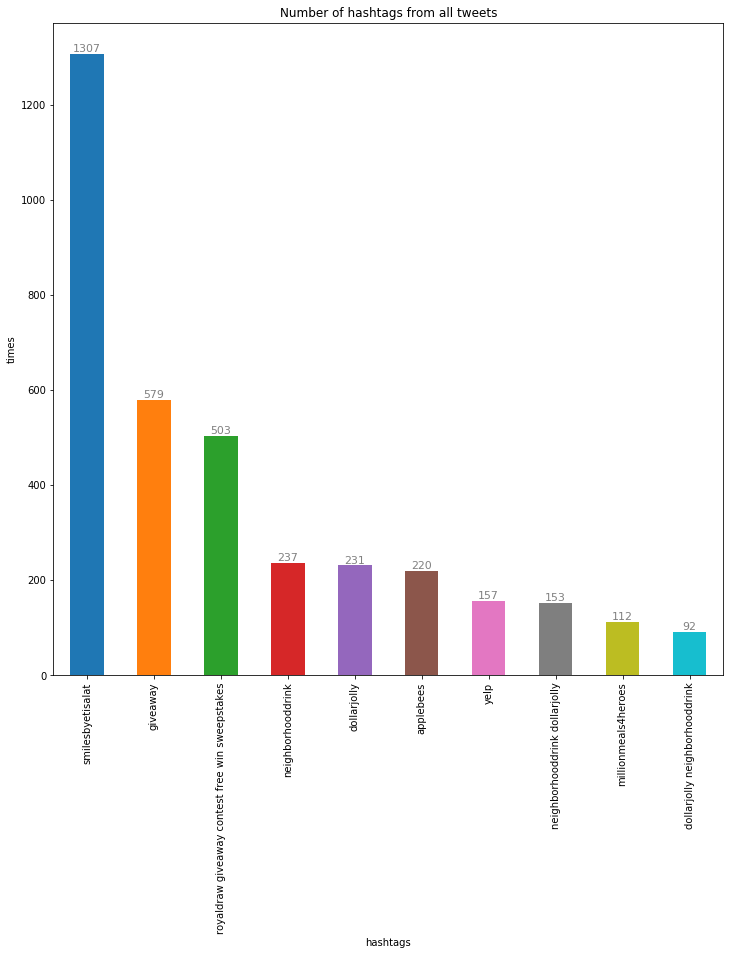 Number of hashtags from all tweets
1307
1200
1000
800
600
400
200
0
times
579
503
237
231
220
157
153
112
92
smilesbyetisalat
giveaway
royaldraw giveaway contest free win sweepstakes
neighborhooddrink
dollarjolly
applebees
yelp
neighborhooddrink dollarjolly
millionmeals4heroes
dollarjolly neighborhooddrink
hashtags